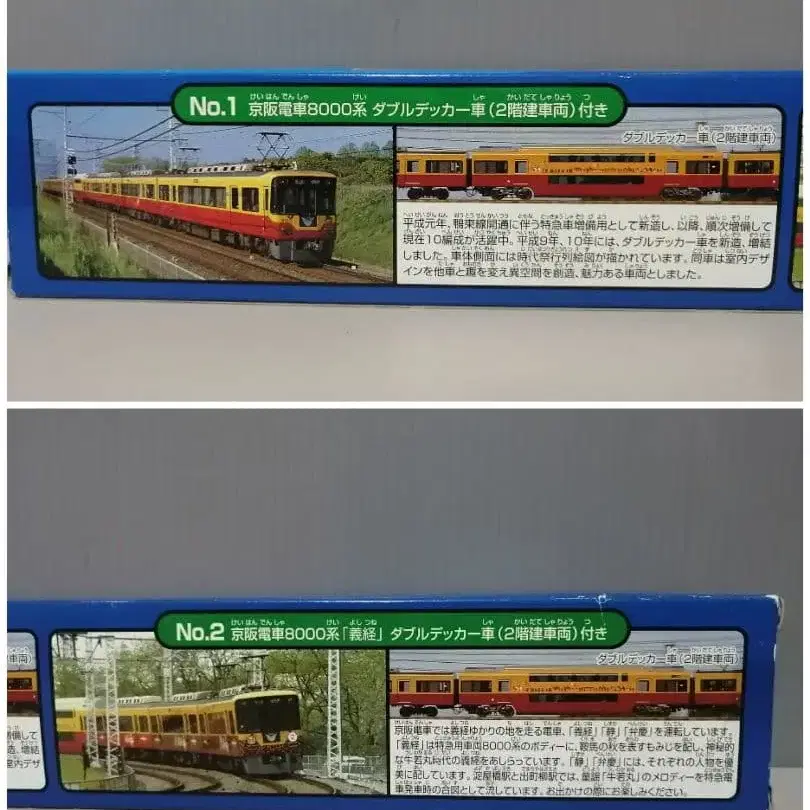 No.1 京阪電車8000系 ダブルデッカー車(2階建車両)付き
ダブルデッカー車(2階建車両)
平成元年、鴨東線開通に伴う特急車増備用として新造し、以降、順次増備して
現在10編成が活躍中。平成9年、10年には、ダブルデッカー車を新造、増結
しました。車体側面には時代祭行列絵図が描かれています。同車は室内デザ
インを他車と趣を変え異空間を創造、魅力ある車両としました。
No.2 京阪電車8000系「義経」 ダブルデッカー車(2階建車両)付き
車両)
ダブルデッカー車(2階建車両)
備して
増結
内デザ
京阪電車では義経ゆかりの地を走る電車、「義経」「静」「弁慶」を運転しています。
「義経」は特急用車両8000系のボディーに、鞍馬の秋を表すもみじを配し、神秘的
な牛若丸時代の義経をあしらっています。「静」「弁慶」には、それぞれの人物を優
美に配しています。淀屋橋駅と出町柳駅では、童謡「牛若丸」のメロディーを特急電
車発車時の合図として流しています。お出かけの際にお楽しみください。